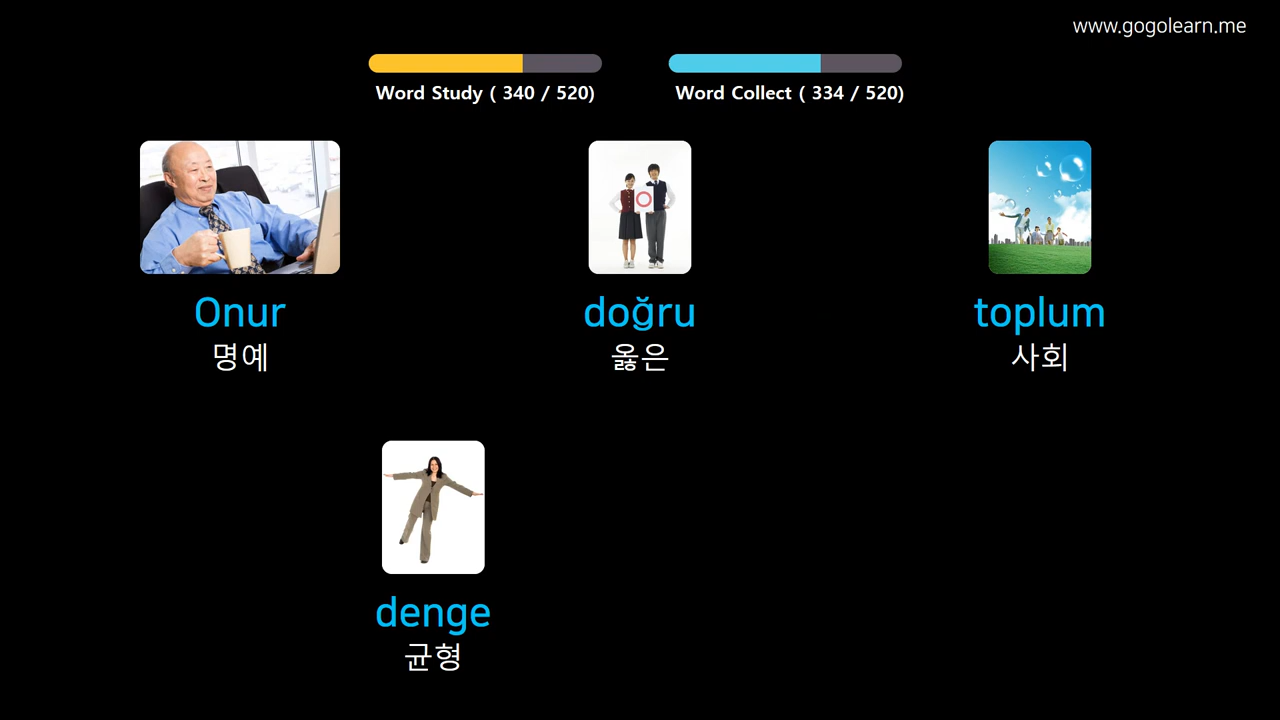 www.gogolearn.me
Word Study ( 340 / 520)
Word Collect ( 334 / 520)
Onur
명예
doğru
옳은
toplum
사회
denge
균형